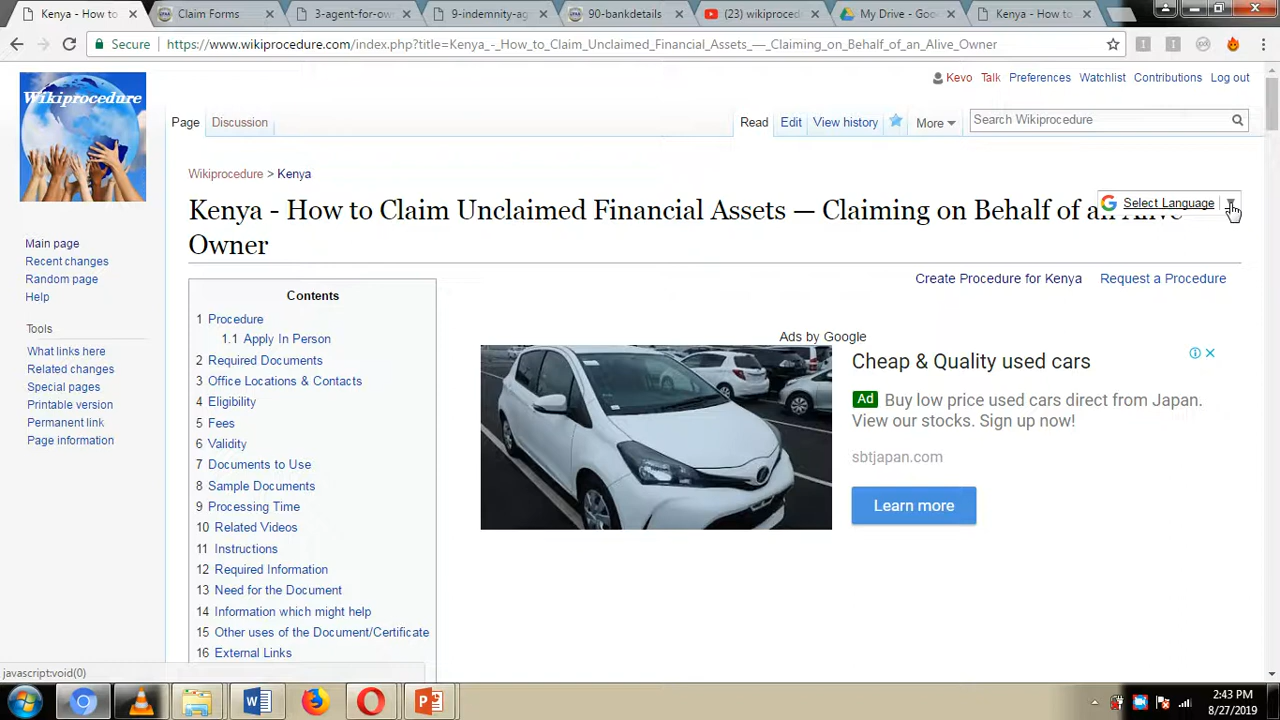 Kenya - How to
Claim Forms
3-agent-for-ow
9-indemnity-ag
90-bankdetails
(23) wikiproced
My Drive - Goo
Kenya - How to
Secure
https://www.wikiprocedure.com/index.php?title=Kenya_-_How_to_Claim_Unclaimed_Financial_Assets_—_Claiming_on_Behalf_of_an_Alive_Owner
Kevo Talk Preferences Watchlist Contributions Log out
Wikiprocedure
Page Discussion
Read Edit View history More
Search Wikiprocedure
Wikiprocedure > Kenya
Select Language
Kenya - How to Claim Unclaimed Financial Assets — Claiming on Behalf of an Alive
Owner
Create Procedure for Kenya Request a Procedure
Main page
Recent changes
Random page
Help
Tools
What links here
Related changes
Special pages
Printable version
Permanent link
Page information
Contents
1 Procedure
1.1 Apply In Person
2 Required Documents
3 Office Locations & Contacts
4 Eligibility
5 Fees
6 Validity
7 Documents to Use
8 Sample Documents
9 Processing Time
10 Related Videos
11 Instructions
12 Required Information
13 Need for the Document
14 Information which might help
15 Other uses of the Document/Certificate
16 External Links
Ads by Google
Cheap & Quality used cars
Ad Buy low price used cars direct from Japan.
View our stocks. Sign up now!
sbtjapan.com
Learn more
javascript:void(0)
2:43 PM
8/27/2019